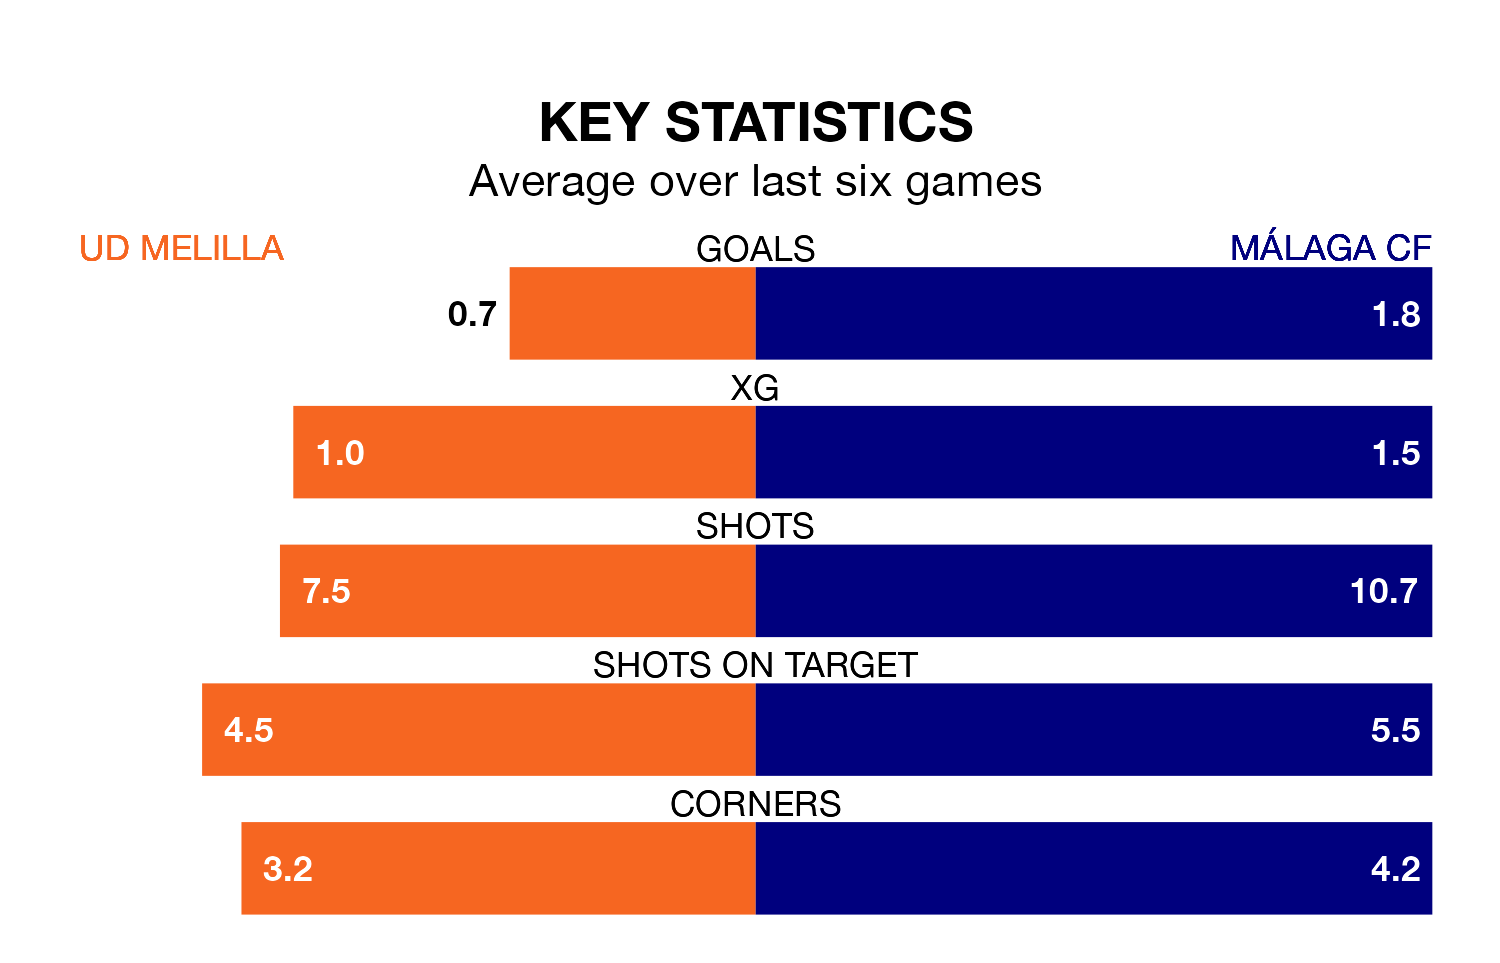 KEY STATISTICS
Average over last six games
UD MELILLA GOALS MÁLAGA CF
0.7 1.8
XG
1.0 1.5
SHOTS
7.5 10.7
SHOTS ON TARGET
4.5 5.5
CORNERS
3.2 4.2